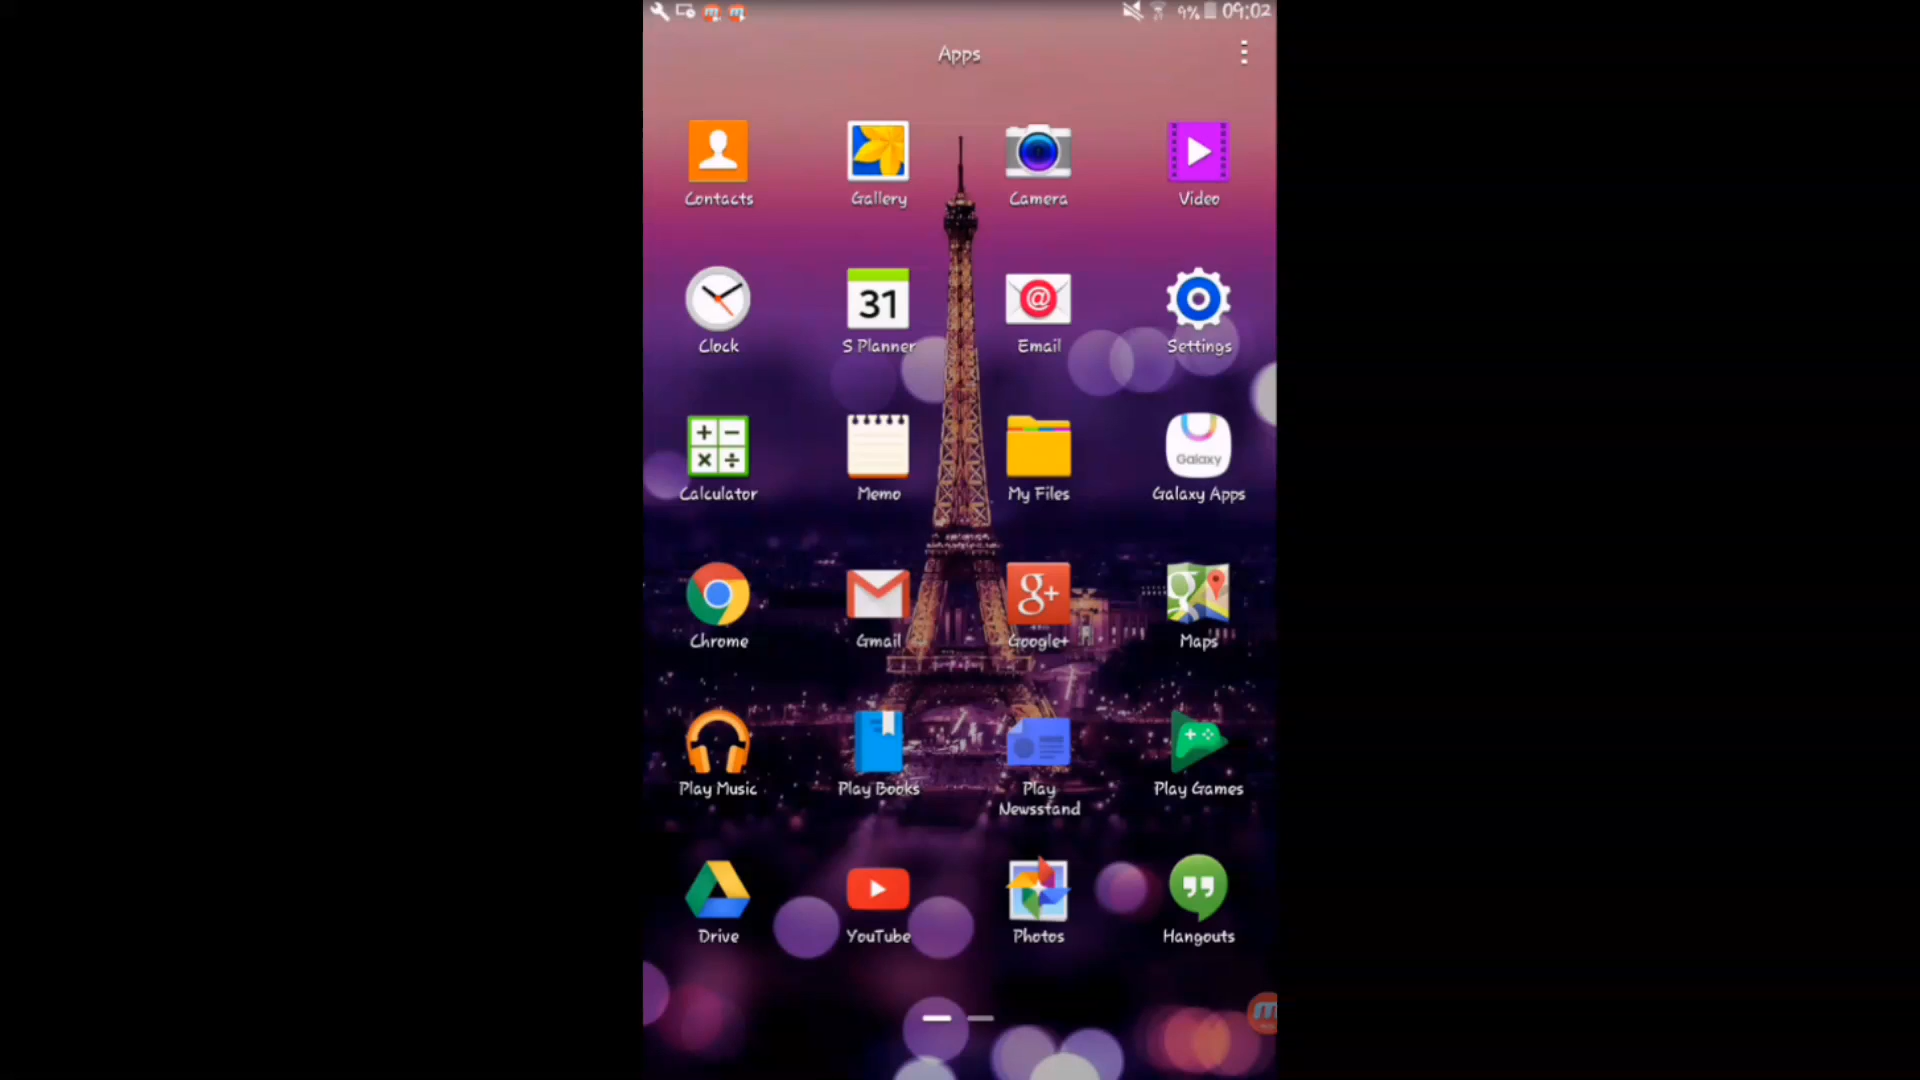 9% 09:02
Apps
Contacts Gallery Camera Video
31
Clock S Planner Email Settings
Galaxy
Calculator Memo My Files Galaxy Apps
Chrome Gmail Google+ Maps
Play Music Play Books Play Newsstand Play Games
Drive YouTube Photos Hangouts